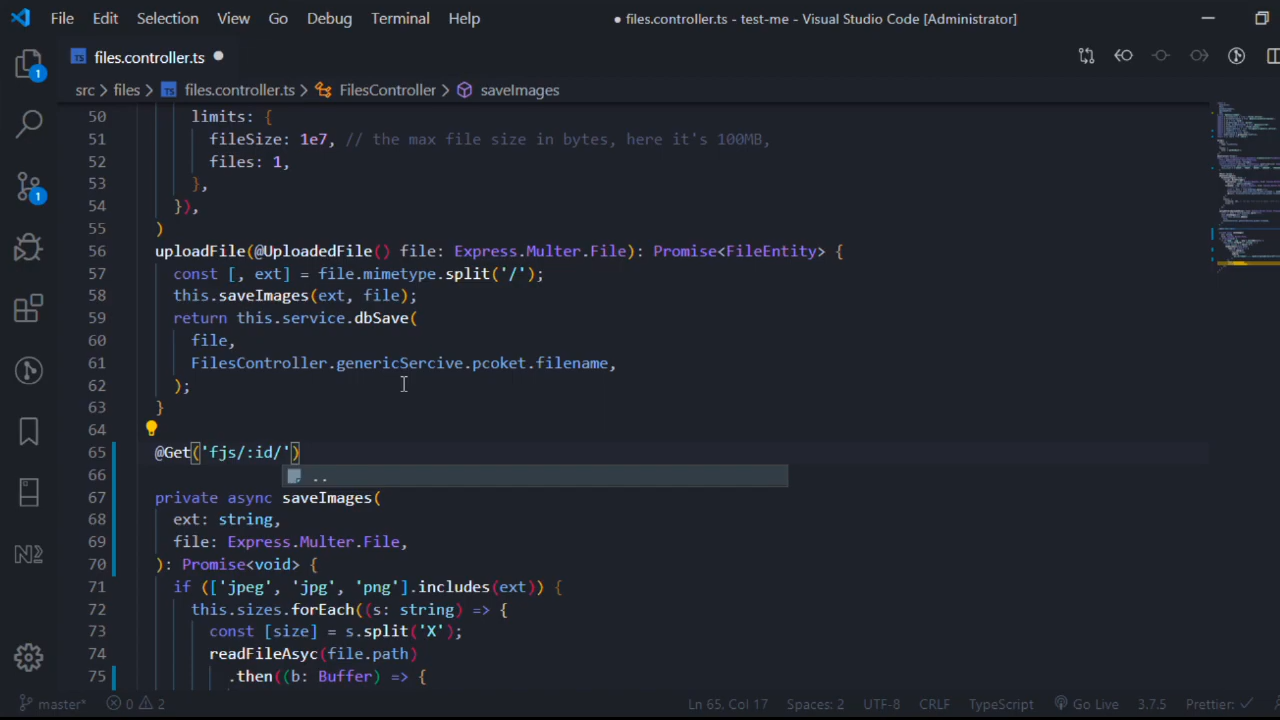 File Edit Selection View Go Debug Terminal Help ● files.controller.ts - test-me - Visual Studio Code [Administrator]
TS files.controller.ts ●
src > files > TS files.controller.ts > FilesController > saveImages
50 limits: {
51 fileSize: 1e7, // the max file size in bytes, here it's 100MB,
52 files: 1,
53 },
54 }),
55 )
56 uploadFile(@UploadedFile() file: Express.Multer.File): Promise<FileEntity> {
57 const [, ext] = file.mimetype.split('/');
58 this.saveImages(ext, file);
59 return this.service.dbSave(
60 file,
61 FilesController.genericSercive.pcoket.filename,
62 );
63 }
64
65 @Get('fjs/:id/')
..
66
67 private async saveImages(
68 ext: string,
69 file: Express.Multer.File,
70 ): Promise<void> {
71 if (['jpeg', 'jpg', 'png'].includes(ext)) {
72 this.sizes.forEach((s: string) => {
73 const [size] = s.split('X');
74 readFileAsyc(file.path)
75 .then((b: Buffer) => {
1
1
N
master* 0 2 Ln 65, Col 17 Spaces: 2 UTF-8 CRLF TypeScript Go Live 3.7.5 Prettier: ✓